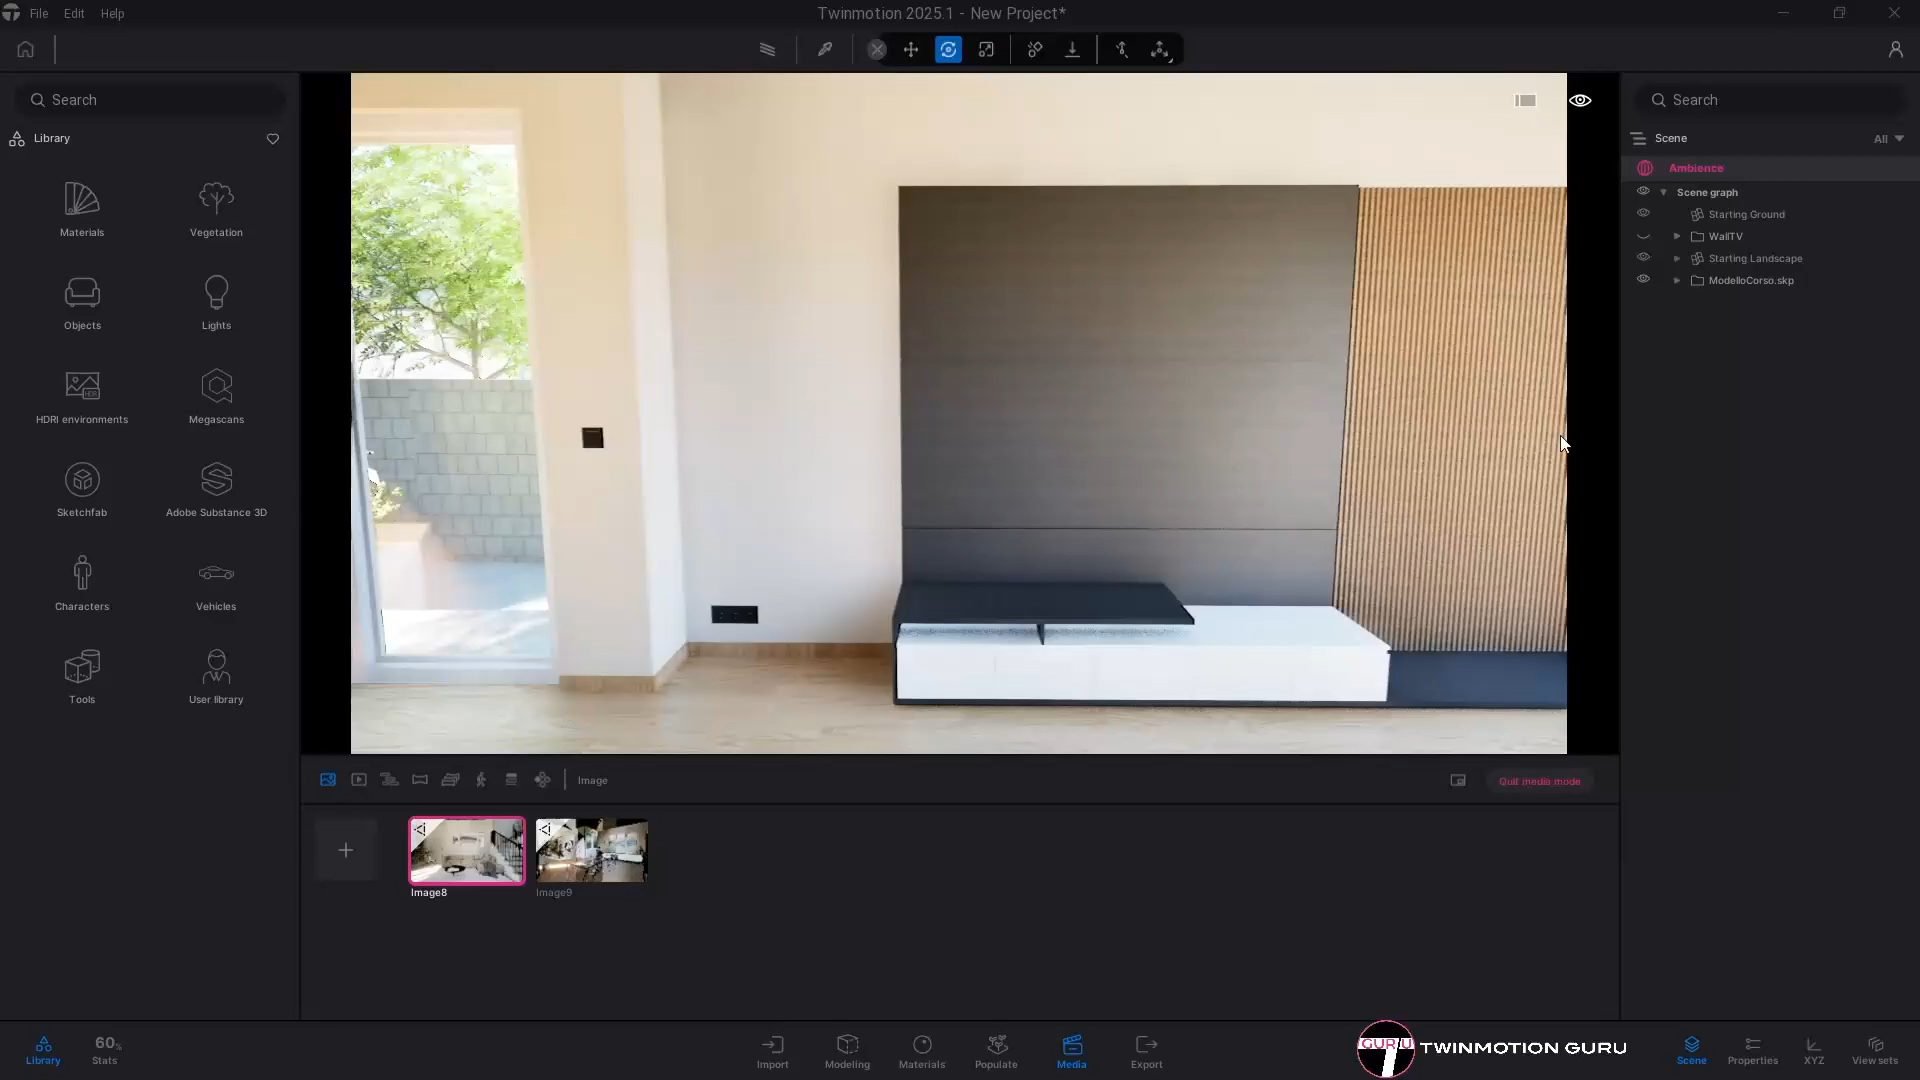 File
Edit
Help
Twinmotion 2025.1 - New Project*
Search
Library
Materials
Vegetation
Objects
Lights
HDR
HDRI environments
Megascans
Sketchfab
Adobe Substance 3D
Characters
Vehicles
Tools
User library
Search
Scene
All
Ambience
Scene graph
Starting Ground
WallTV
Starting Landscape
ModelloCorso.skp
Image
Quit media mode
Image8
Image9
Library
60%
Stats
Import
Modeling
Materials
Populate
Media
Export
GURU
TWINMOTION GURU
Scene
Properties
XYZ
View sets